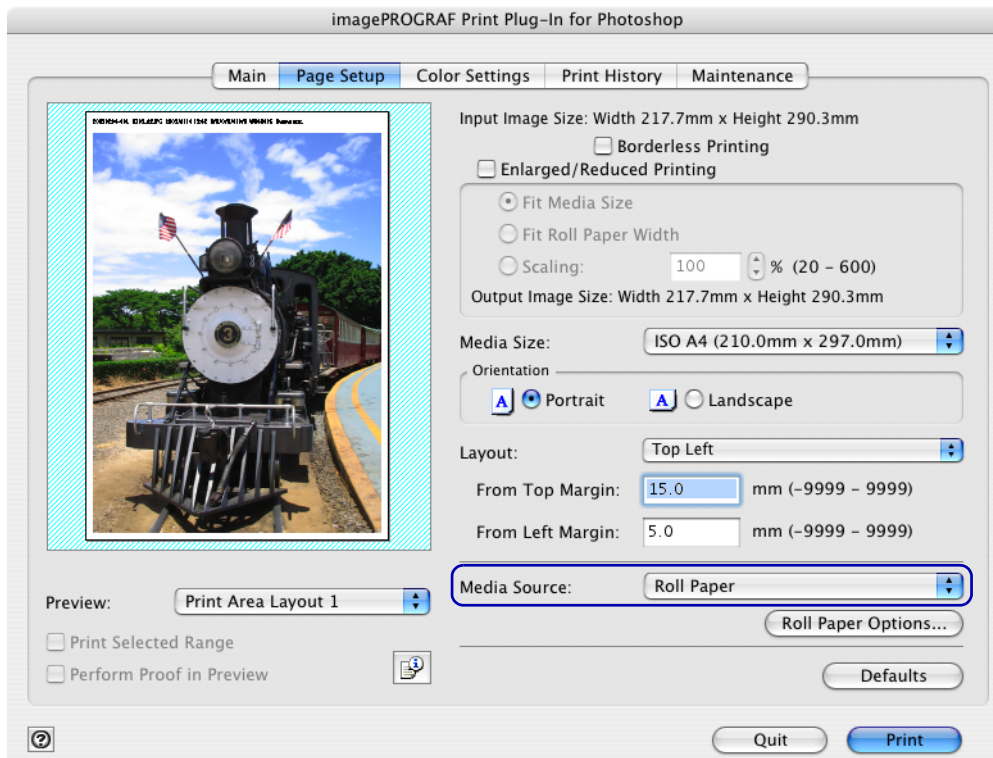 imagePROGRAF Print Plug-In for Photoshop
Main Page Setup Color Settings Print History Maintenance
Input Image Size: Width 217.7mm x Height 290.3mm
Borderless Printing
Enlarged/Reduced Printing
Fit Media Size
Fit Roll Paper Width
Scaling: 100 % (20 - 600)
Output Image Size: Width 217.7mm x Height 290.3mm
Media Size: ISO A4 (210.0mm x 297.0mm)
Orientation
A Portrait A Landscape
Layout: Top Left
From Top Margin: 15.0 mm (-9999 - 9999)
From Left Margin: 5.0 mm (-9999 - 9999)
Media Source: Roll Paper
Roll Paper Options...
Defaults
3
Preview: Print Area Layout 1
Print Selected Range
Perform Proof in Preview
i
?
Quit Print